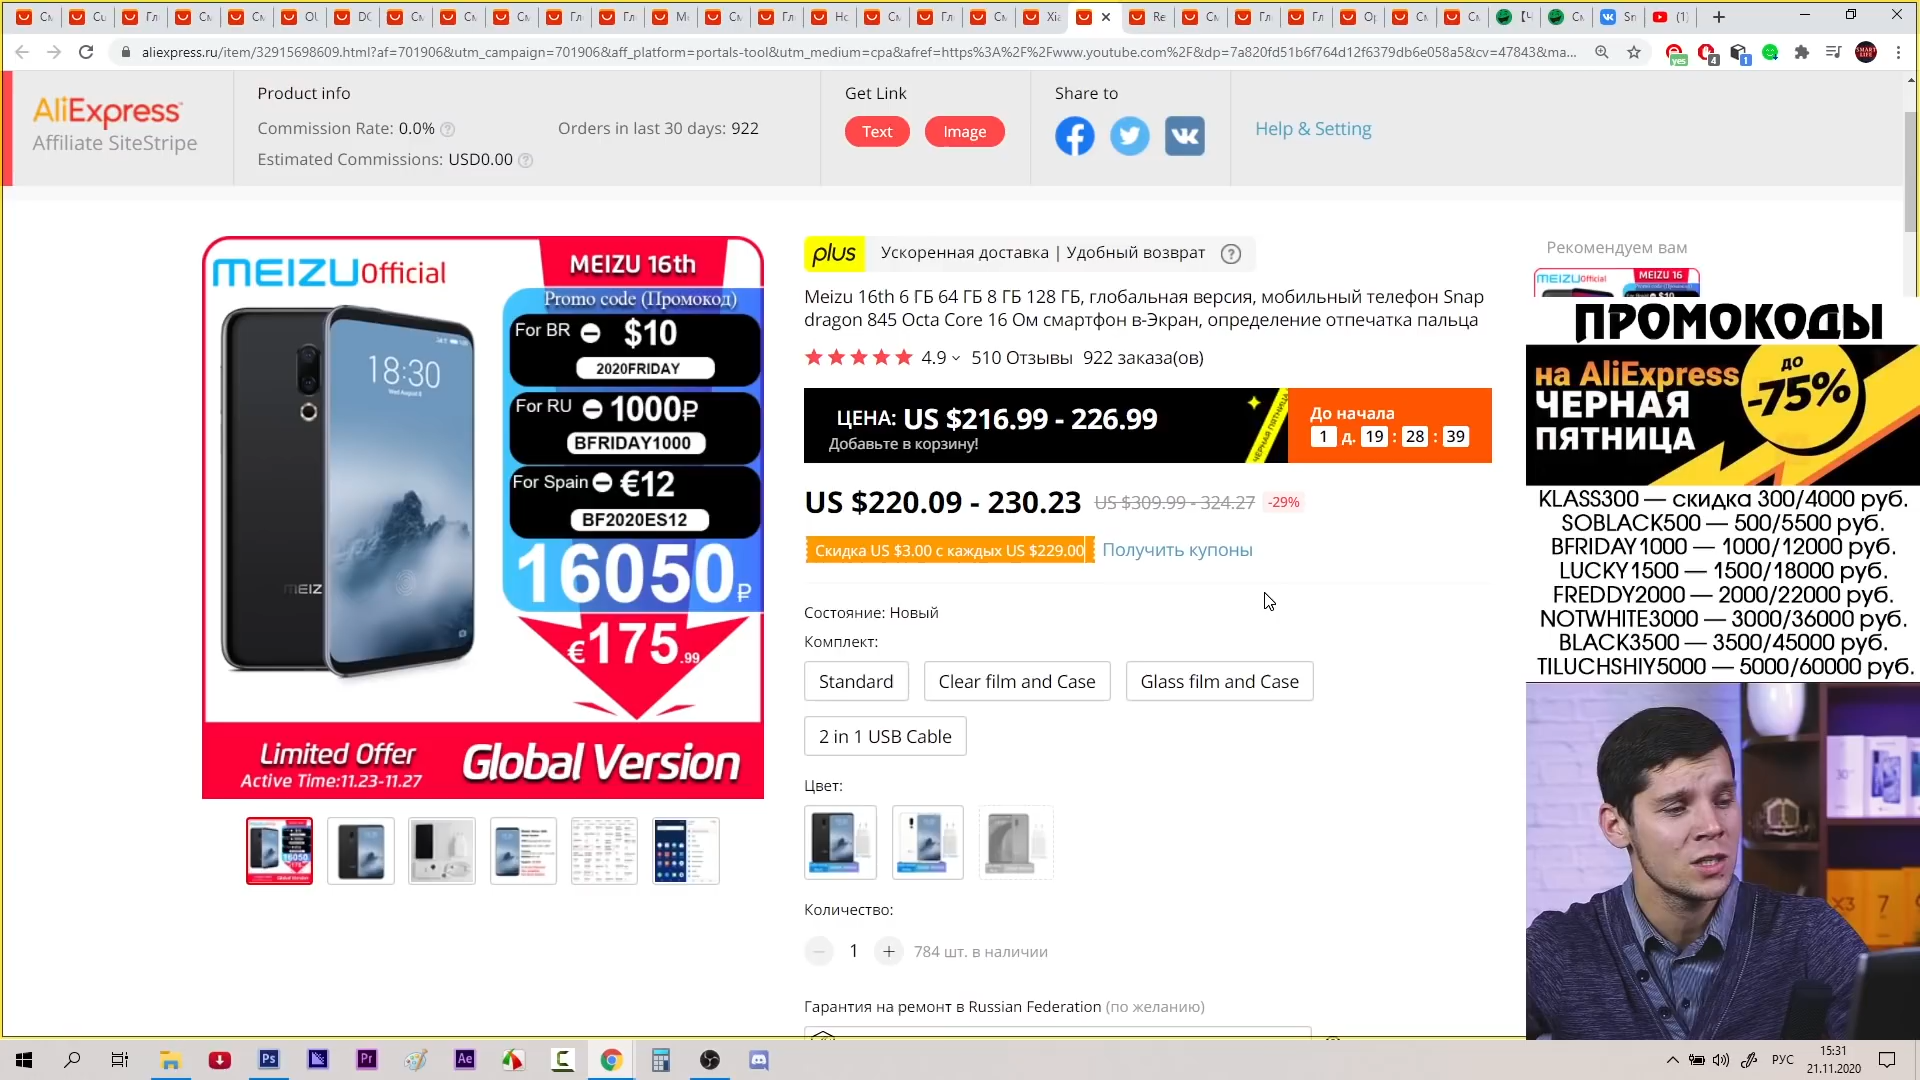 aliexpress.ru/item/32915698609.html?af=701906&utm_campaign=701906&aff_platform=portals-tool&utm_medium=cpa&afref=https%3A%2F%2Fwww.youtube.com%2F&dp=7a820fd51b6f764d12f6379db6e058a5&cv=47843&ma...
AliExpress
Affiliate SiteStripe
Product info
Commission Rate: 0.0%
Orders in last 30 days: 922
Estimated Commissions: USD0.00
Get Link
Text
Image
Share to
Help & Setting
MEIZU Official
MEIZU 16th
Promo code (Промокод)
For BR − $10
2020FRIDAY
For RU − 1000₽
BFRIDAY1000
For Spain − €12
BF2020ES12
16050₽
€175.99
18:30
Limited Offer
Active Time:11.23-11.27
Global Version
plus
Ускоренная доставка | Удобный возврат
Meizu 16th 6 ГБ 64 ГБ 8 ГБ 128 ГБ, глобальная версия, мобильный телефон Snap
dragon 845 Octa Core 16 Ом смартфон в-Экран, определение отпечатка пальца
4.9 510 Отзывы 922 заказа(ов)
ЦЕНА: US $216.99 - 226.99
Добавьте в корзину!
ЧЕРНАЯ ПЯТНИЦА
До начала
1 д. 19 : 28 : 39
US $220.09 - 230.23 US $309.99 - 324.27 -29%
Скидка US $3.00 с каждых US $229.00 Получить купоны
Состояние: Новый
Комплект:
Standard
Clear film and Case
Glass film and Case
2 in 1 USB Cable
Цвет:
Количество:
− 1 + 784 шт. в наличии
Гарантия на ремонт в Russian Federation (по желанию)
Рекомендуем вам
MEIZU Official MEIZU 16
ПРОМОКОДЫ
на AliExpress
ЧЕРНАЯ
ПЯТНИЦА
ДО
-75%
KLASS300 — скидка 300/4000 руб.
SOBLACK500 — 500/5500 руб.
BFRIDAY1000 — 1000/12000 руб.
LUCKY1500 — 1500/18000 руб.
FREDDY2000 — 2000/22000 руб.
NOTWHITE3000 — 3000/36000 руб.
BLACK3500 — 3500/45000 руб.
TILUCHSHIY5000 — 5000/60000 руб.
РУС
15:31
21.11.2020